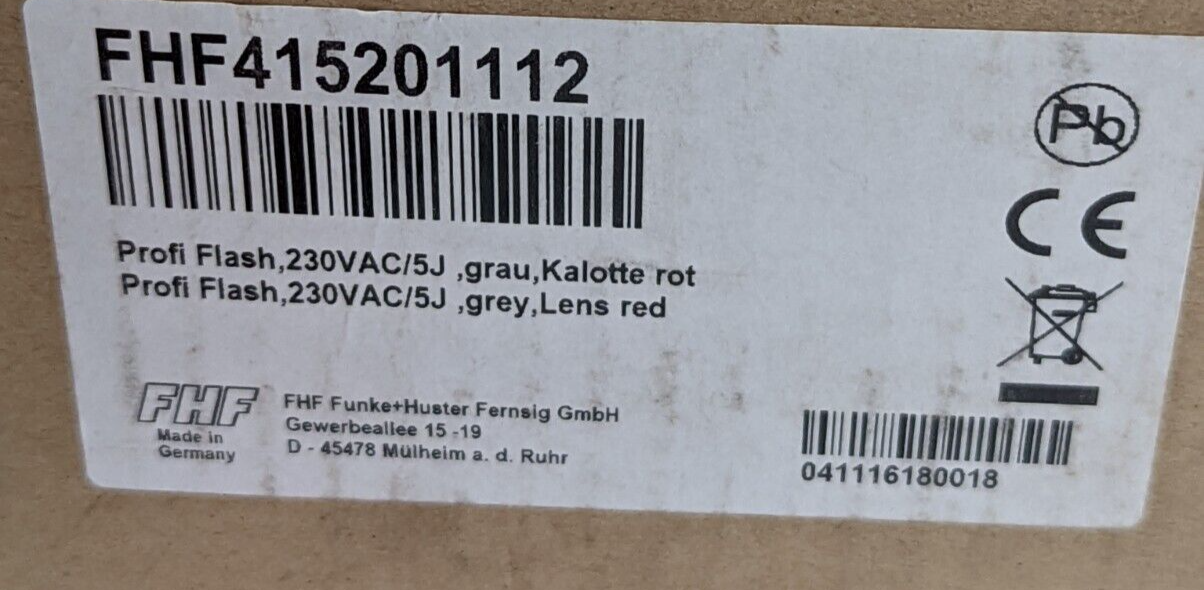 FHF415201112
Profi Flash,230VAC/5J ,grau,Kalotte rot
Profi Flash,230VAC/5J ,grey,Lens red
FHF
Made in
Germany
FHF Funke+Huster Fernsig GmbH
Gewerbeallee 15 -19
D - 45478 Mülheim a. d. Ruhr
Pb
CE
041116180018